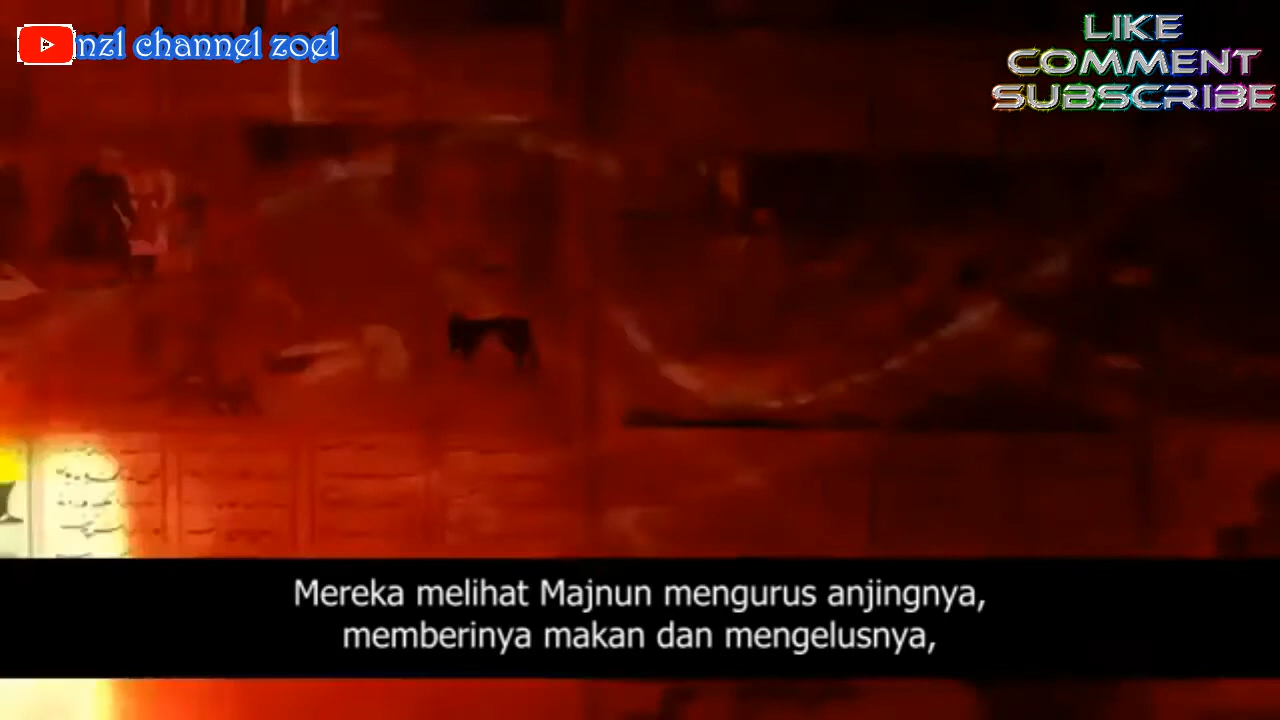 nzl channel zoel
LIKE
COMMENT
SUBSCRIBE
Mereka melihat Majnun mengurus anjingnya,
memberinya makan dan mengelusnya,